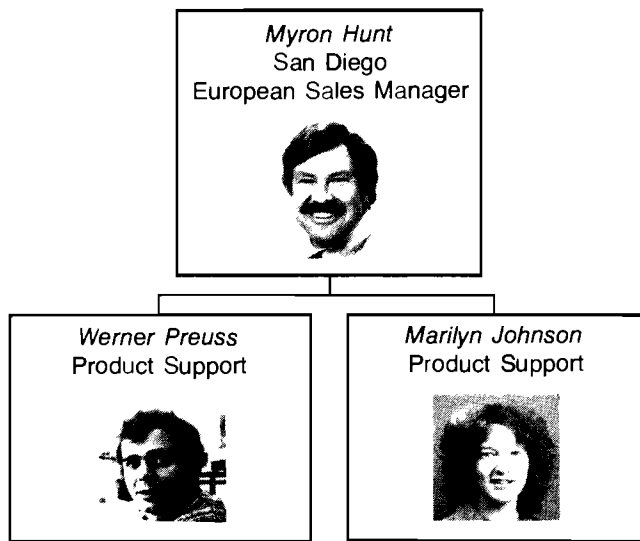 Myron Hunt
San Diego
European Sales Manager
Werner Preuss
Product Support
Marilyn Johnson
Product Support